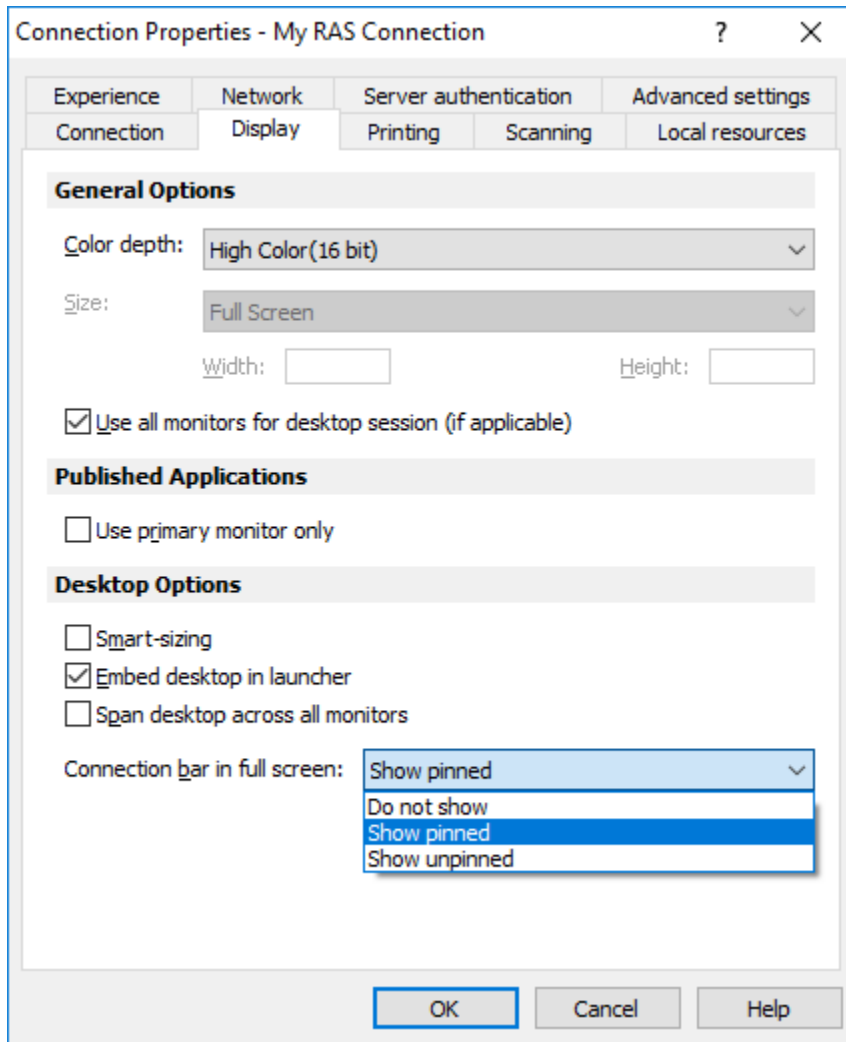 Connection Properties - My RAS Connection ?
Experience Network Server authentication Advanced settings
Connection Display Printing Scanning Local resources
General Options
Color depth: High Color(16 bit)
Size: Full Screen
Width: Height:
Use all monitors for desktop session (if applicable)
Published Applications
Use primary monitor only
Desktop Options
Smart-sizing
Embed desktop in launcher
Span desktop across all monitors
Connection bar in full screen: Show pinned
Do not show
Show pinned
Show unpinned
OK Cancel Help